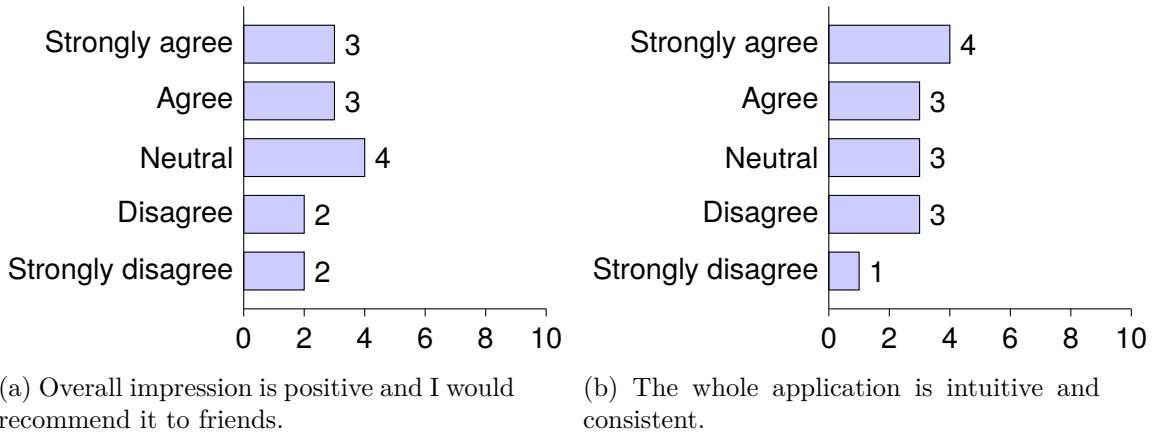 Strongly agree 3
Agree 3
Neutral 4
Disagree 2
Strongly disagree 2
0 2 4 6 8 10
(a) Overall impression is positive and I would
recommend it to friends.
Strongly agree 4
Agree 3
Neutral 3
Disagree 3
Strongly disagree 1
0 2 4 6 8 10
(b) The whole application is intuitive and
consistent.